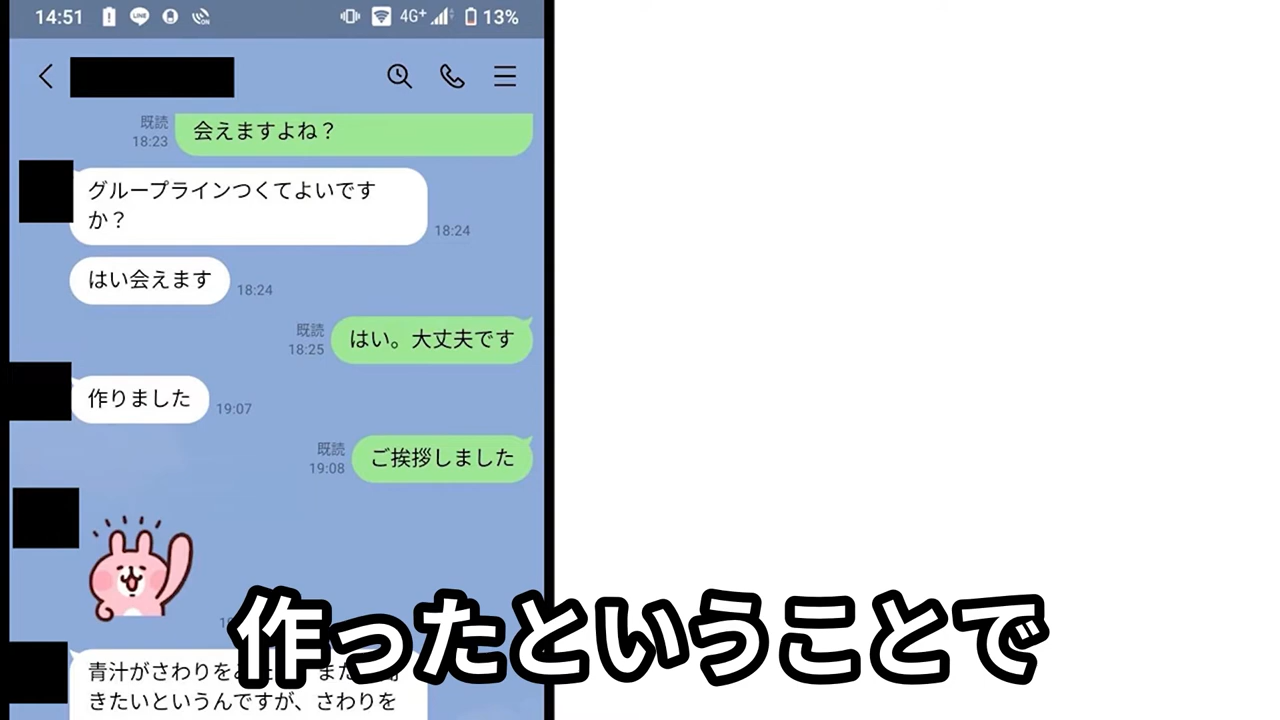 14:51
LINE
ON
4G+
13%
会えますよね？
既読
18:23
グループラインつくてよいです
か？
18:24
はい会えます
18:24
はい。大丈夫です
既読
18:25
作りました
19:07
ご挨拶しました
既読
19:08
青汁がさわりを
きたいというんですが、さわりを
作ったということで